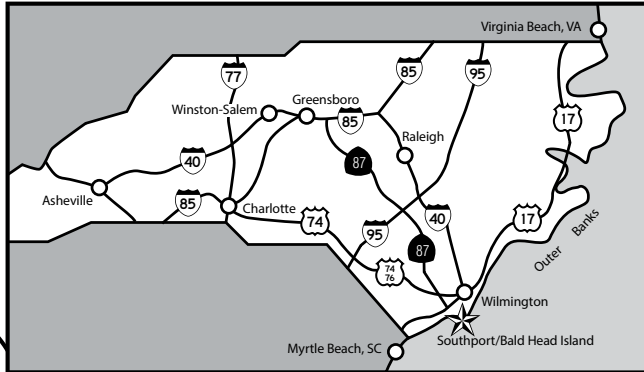 Virginia Beach, VA
77
85
95
Greensboro
Winston-Salem
85
17
87
Raleigh
40
Asheville
85
Charlotte
74
95
40
17
87
74
76
Outer Banks
Wilmington
Southport/Bald Head Island
Myrtle Beach, SC